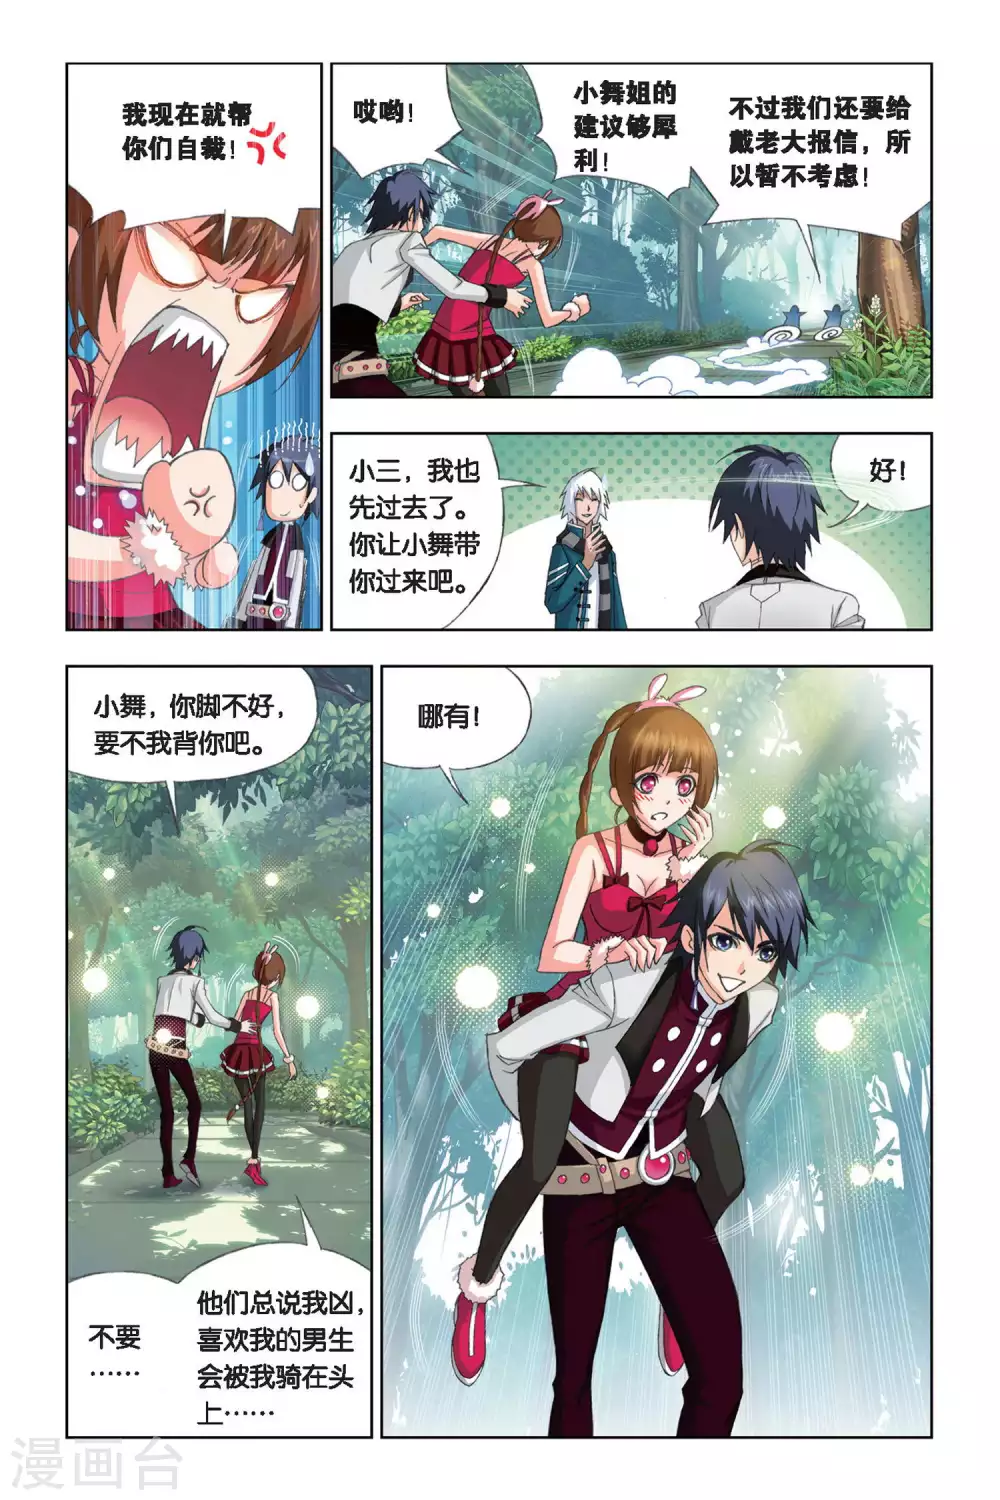 我现在就帮
你们自裁！
哎哟！
小舞姐的
建议够犀
利！
不过我们还要给
戴老大报信，所
以暂不考虑！
小三，我也
先过去了。
你让小舞带
你过来吧。
好！
小舞，你脚不好，
要不我背你吧。
不要
……
他们总说我凶，
喜欢我的男生
会被我骑在头
上……
哪有！
漫画台